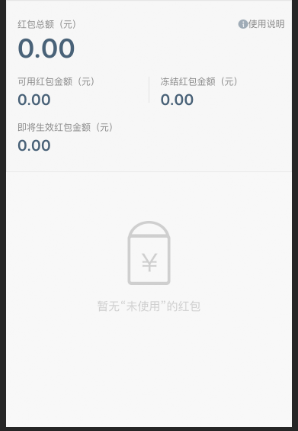 红包总额（元）
使用说明
0.00
可用红包金额（元）
冻结红包金额（元）
0.00
0.00
即将生效红包金额（元）
0.00
¥
暂无“未使用”的红包